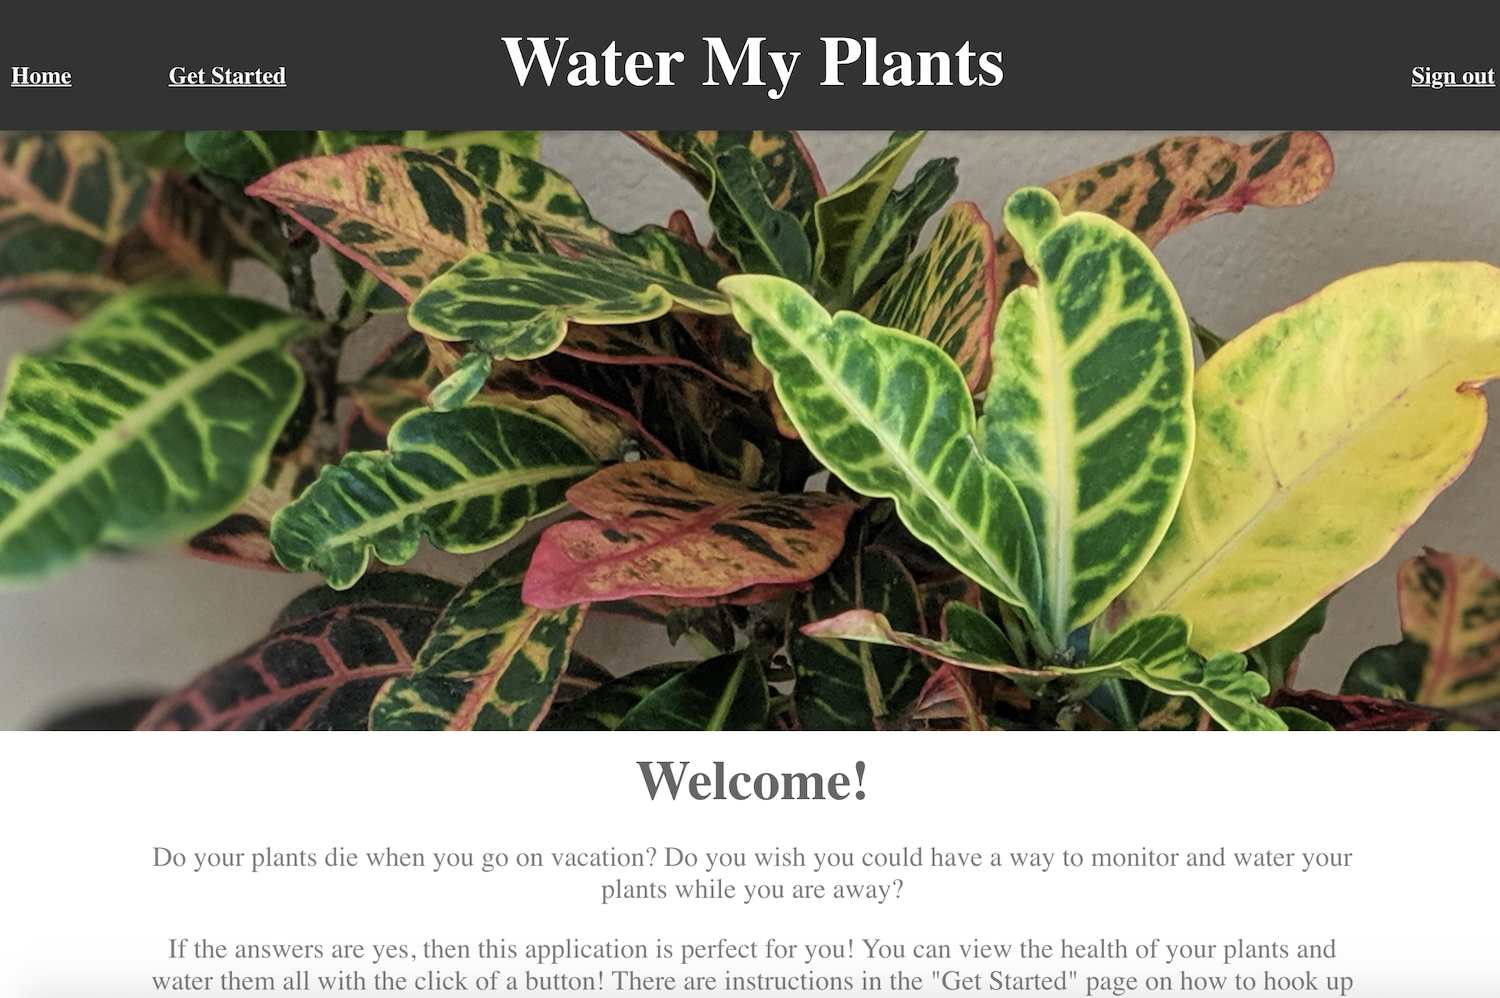 Water My Plants
Home Get Started Sign out
Welcome!
Do your plants die when you go on vacation? Do you wish you could have a way to monitor and water your
plants while you are away?
If the answers are yes, then this application is perfect for you! You can view the health of your plants and
water them all with the click of a button! There are instructions in the "Get Started" page on how to hook up